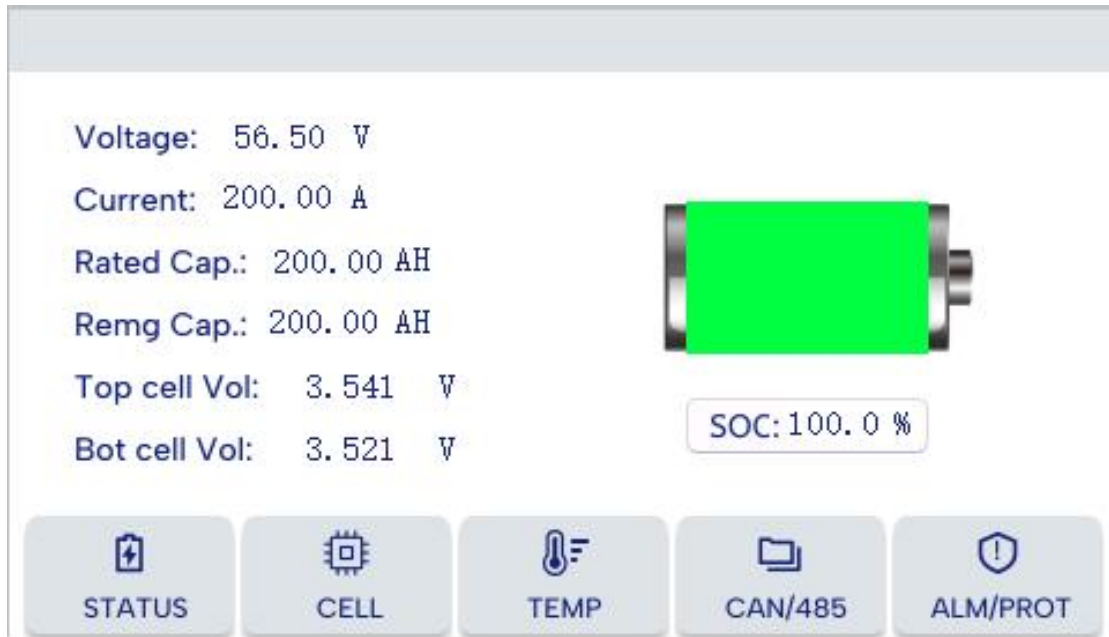 Voltage: 56.50 V
Current: 200.00 A
Rated Cap.: 200.00 AH
Remg Cap.: 200.00 AH
Top cell Vol: 3.541 V
Bot cell Vol: 3.521 V
SOC: 100.0 %
STATUS CELL TEMP CAN/485 ALM/PROT